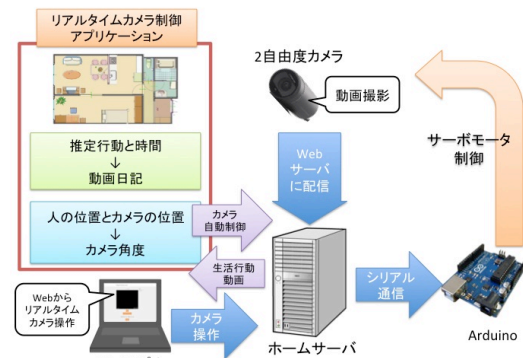 リアルタイムカメラ制御
アプリケーション
推定行動と時間
↓
動画日記
人の位置とカメラの位置
↓
カメラ角度
2自由度カメラ
動画撮影
Web
サーバ
に配信
サーボモータ
制御
カメラ
自動制御
生活行動
動画
Webから
リアルタイム
カメラ操作
カメラ
操作
ホームサーバ
シリアル
通信
Arduino